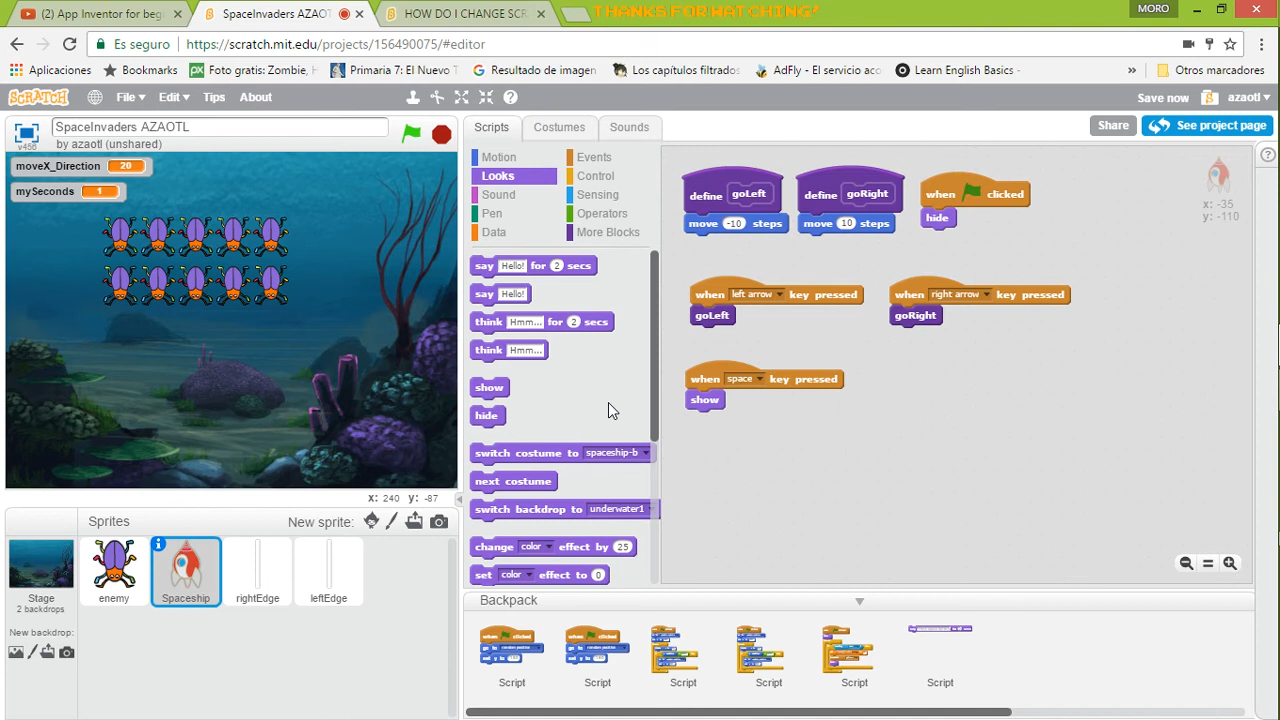 THANKS FOR WATCHING!
(2) App Inventor for beg
SpaceInvaders AZAOTL
HOW DO I CHANGE SCR
MORO
Es seguro
https://scratch.mit.edu/projects/156490075/#editor
Aplicaciones
Bookmarks
Foto gratis: Zombie, H
Primaria 7: El Nuevo T
Resultado de imagen
Los capítulos filtrados
AdFly - El servicio aco
Learn English Basics -
»
Otros marcadores
SCRATCH
File
Edit
Tips
About
Save now
azaotl
SpaceInvaders AZAOTL
by azaotl (unshared)
v456
Scripts
Costumes
Sounds
Share
See project page
moveX_Direction 20
mySeconds 1
Motion
Events
Looks
Control
Sound
Sensing
Pen
Operators
Data
More Blocks
say Hello! for 2 secs
say Hello!
think Hmm... for 2 secs
think Hmm...
show
hide
switch costume to spaceship-b
next costume
switch backdrop to underwater1
change color effect by 25
set color effect to 0
define goLeft
move -10 steps
define goRight
move 10 steps
when clicked
hide
when left arrow key pressed
goLeft
when right arrow key pressed
goRight
when space key pressed
show
x: -35
y: -110
x: 240 y: -87
Sprites
New sprite:
Stage
2 backdrops
New backdrop:
enemy
Spaceship
rightEdge
leftEdge
Backpack
Script
Script
Script
Script
Script
Script